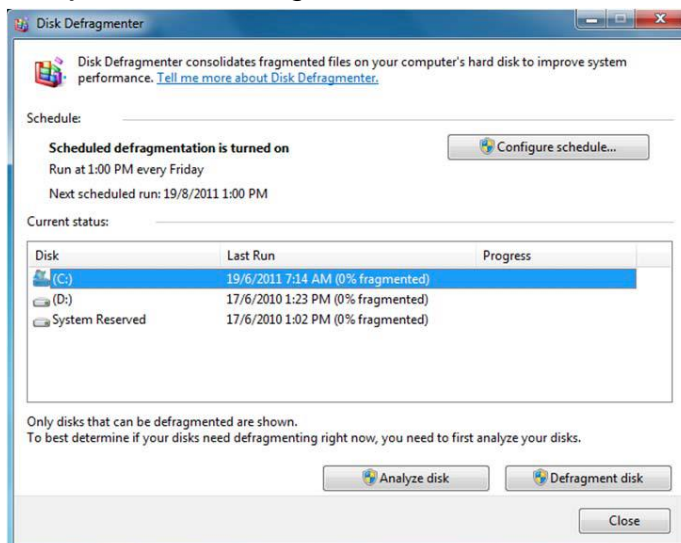 Disk Defragmenter
Disk Defragmenter consolidates fragmented files on your computer's hard disk to improve system
performance. Tell me more about Disk Defragmenter.
Schedule:
Scheduled defragmentation is turned on
Configure schedule...
Run at 1:00 PM every Friday
Next scheduled run: 19/8/2011 1:00 PM
Current status:
Disk Last Run Progress
(C:) 19/6/2011 7:14 AM (0% fragmented)
(D:) 17/6/2010 1:23 PM (0% fragmented)
System Reserved 17/6/2010 1:02 PM (0% fragmented)
Only disks that can be defragmented are shown.
To best determine if your disks need defragmenting right now, you need to first analyze your disks.
Analyze disk Defragment disk
Close